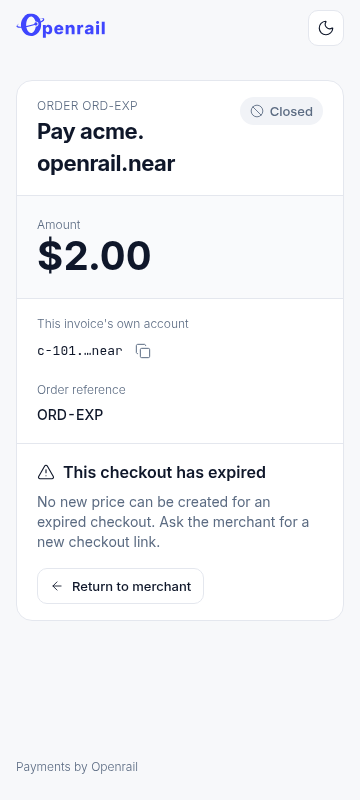 Openrail
ORDER ORD-EXP
Closed
Pay acme.
openrail.near
Amount
$2.00
This invoice's own account
c-101.…near
Order reference
ORD-EXP
This checkout has expired
No new price can be created for an
expired checkout. Ask the merchant for a
new checkout link.
Return to merchant
Payments by Openrail